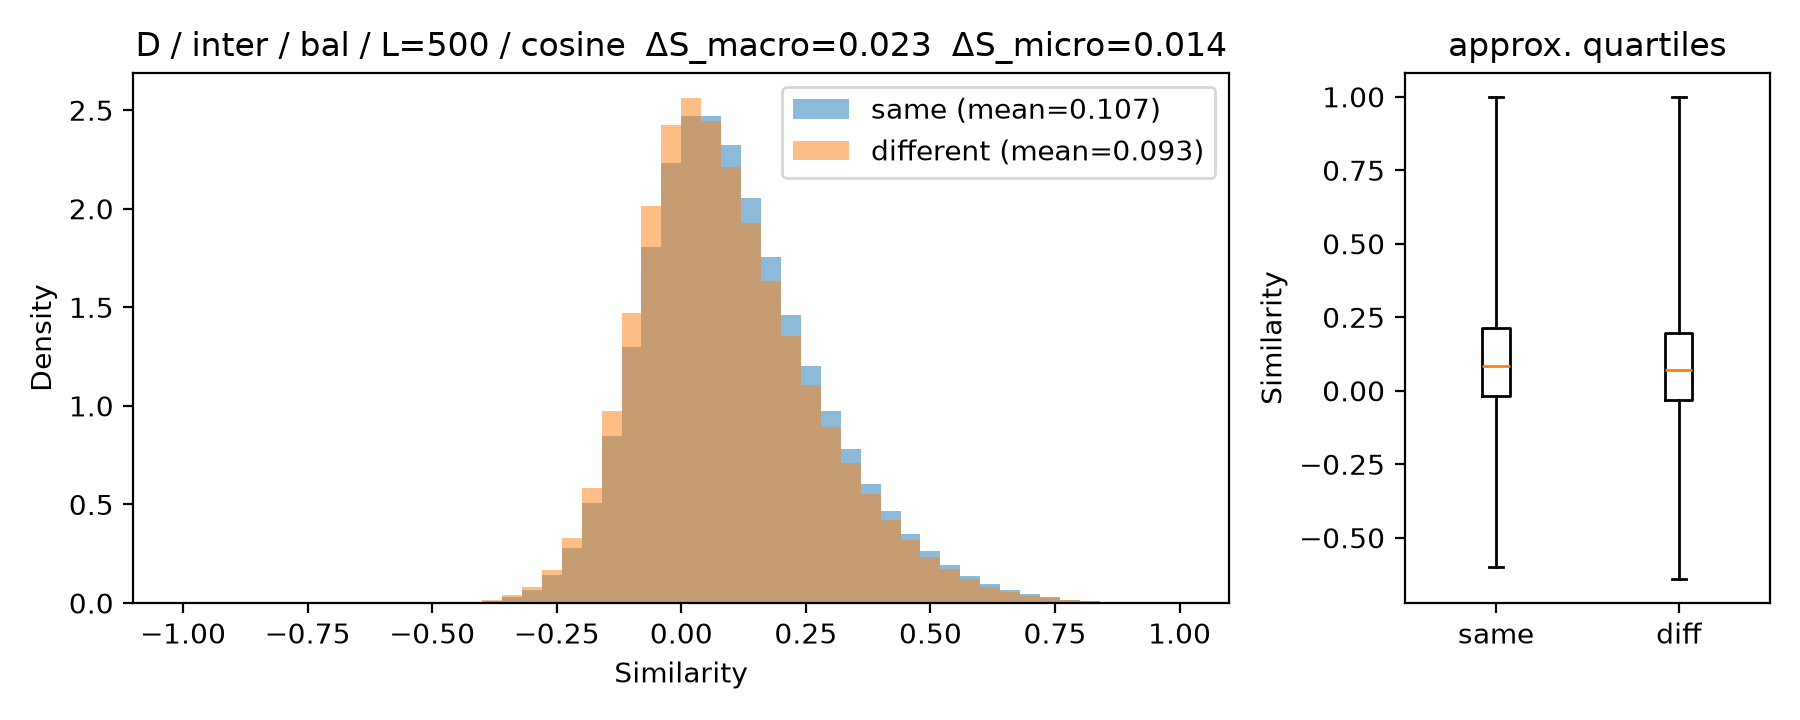 D / inter / bal / L=500 / cosine  ΔS_macro=0.023  ΔS_micro=0.014
same (mean=0.107)
different (mean=0.093)
Density
2.5
2.0
1.5
1.0
0.5
0.0
−1.00 −0.75 −0.50 −0.25 0.00 0.25 0.50 0.75 1.00
Similarity
approx. quartiles
Similarity
1.00
0.75
0.50
0.25
0.00
−0.25
−0.50
same diff